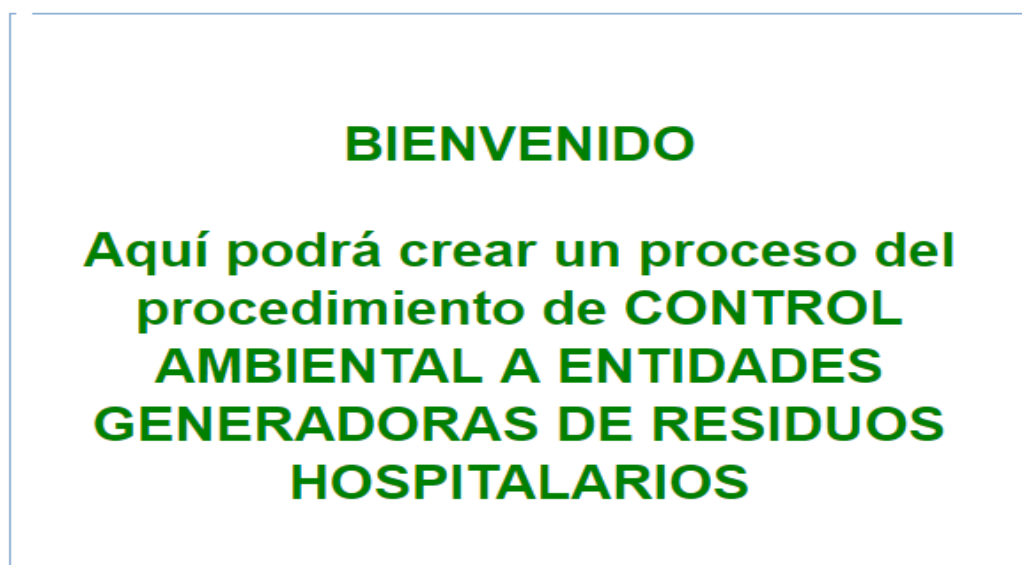 BIENVENIDO
Aquí podrá crear un proceso del
procedimiento de CONTROL
AMBIENTAL A ENTIDADES
GENERADORAS DE RESIDUOS
HOSPITALARIOS